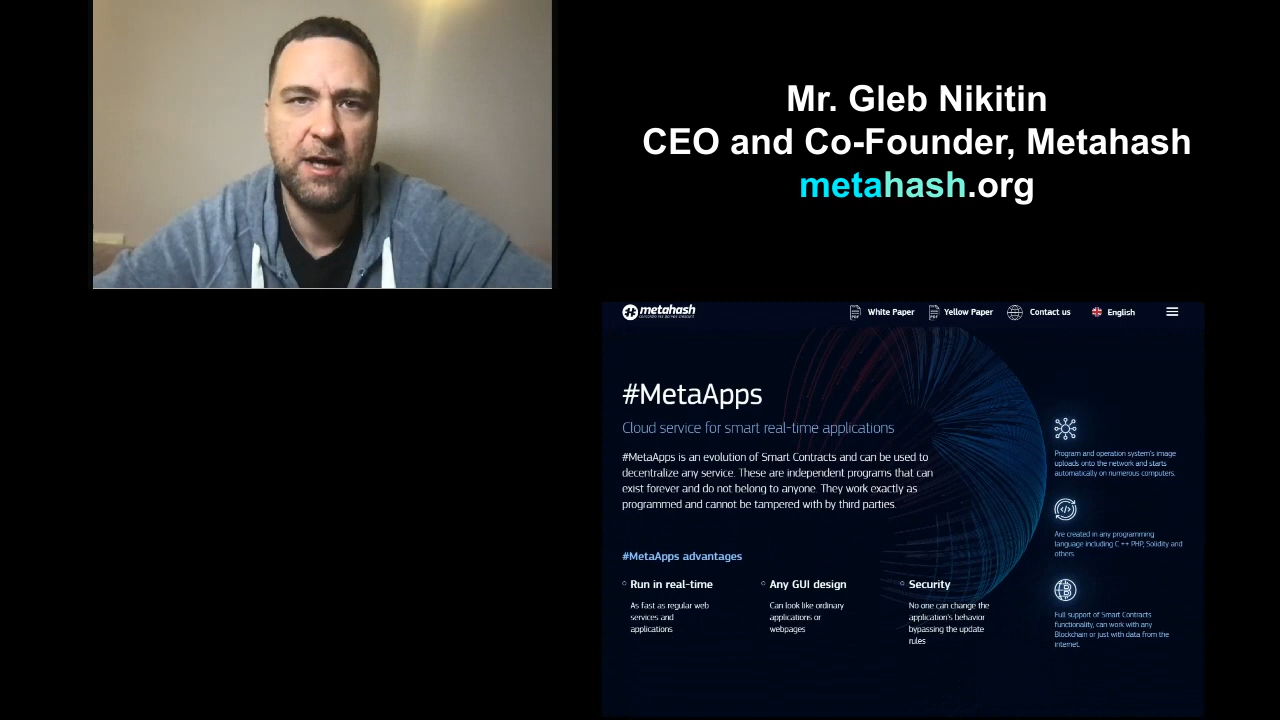 Mr. Gleb Nikitin
CEO and Co-Founder, Metahash
metahash.org
metahash
White Paper
Yellow Paper
Contact us
English
#MetaApps
Cloud service for smart real-time applications
#MetaApps is an evolution of Smart Contracts and can be used to
decentralize any service. These are independent programs that can
exist forever and do not belong to anyone. They work exactly as
programmed and cannot be tampered with by third parties.
#MetaApps advantages
Run in real-time
As fast as regular web
services and
applications
Any GUI design
Can look like ordinary
applications or
webpages
Security
No one can change the
application's behavior
bypassing the update
rules
Program and operation system's image
uploads onto the network and starts
automatically on numerous computers.
Are created in any programming
language including C ++ PHP, Solidity and
others
Full support of Smart Contracts
functionality, can work with any
Blockchain or just with data from the
internet.